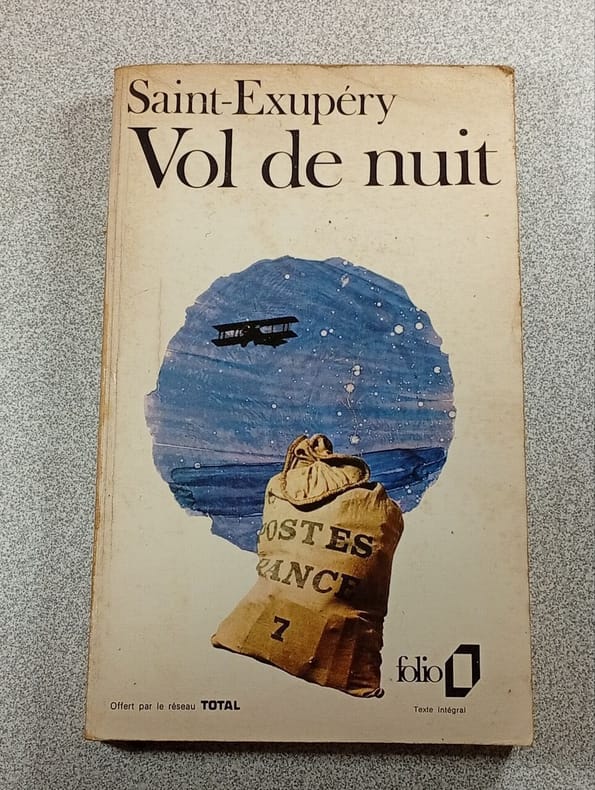 Saint-Exupéry
Vol de nuit
POSTES
RANCE
7
folio
Offert par le réseau TOTAL
Texte intégral